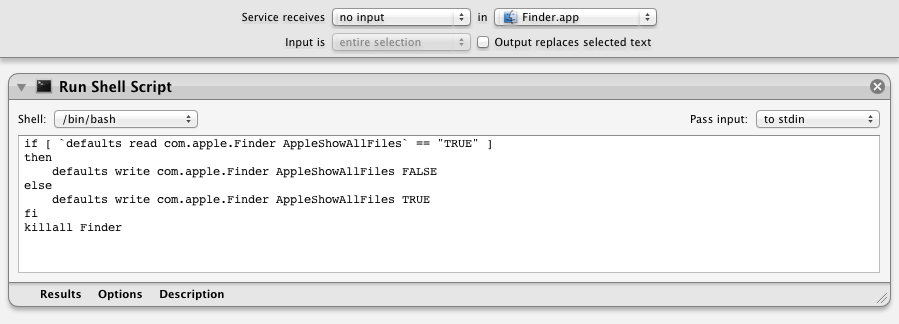 Service receives no input in Finder.app
Input is entire selection Output replaces selected text
Run Shell Script
Shell: /bin/bash Pass input: to stdin
if [ `defaults read com.apple.Finder AppleShowAllFiles` == "TRUE" ]
then
    defaults write com.apple.Finder AppleShowAllFiles FALSE
else
    defaults write com.apple.Finder AppleShowAllFiles TRUE
fi
killall Finder
Results Options Description